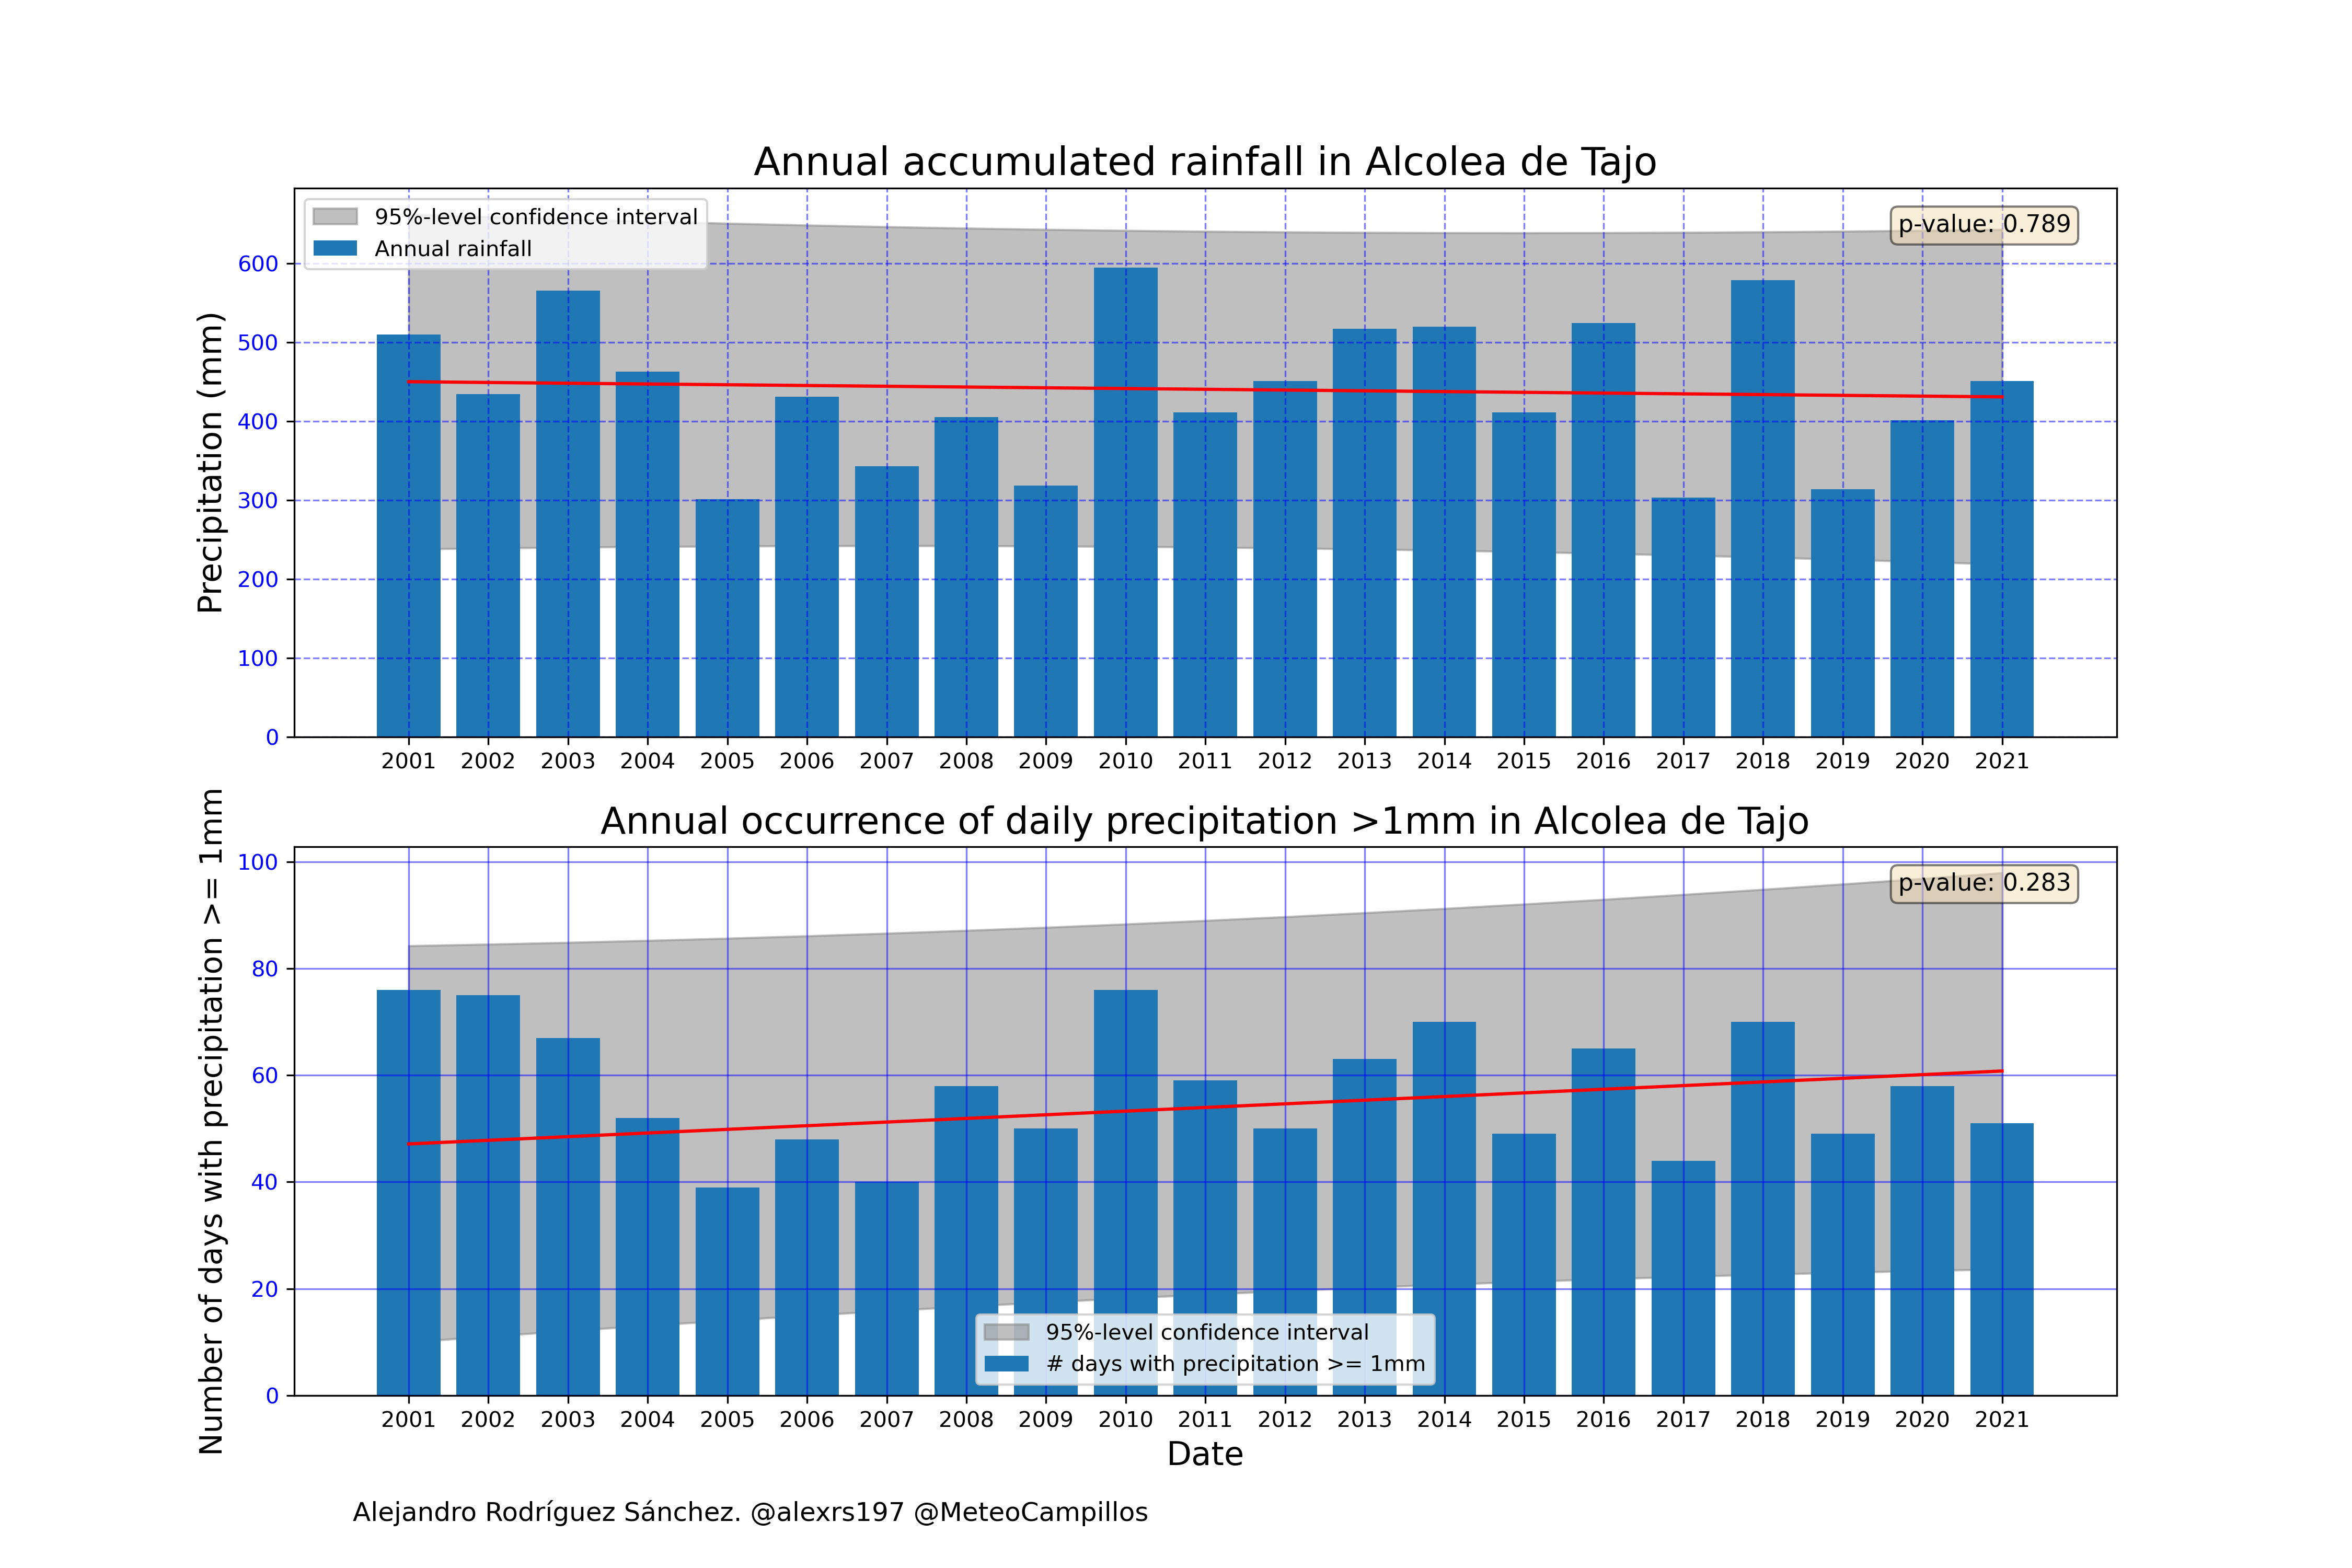 Annual accumulated rainfall in Alcolea de Tajo
95%-level confidence interval
Annual rainfall
p-value: 0.789
Precipitation (mm)
600
500
400
300
200
100
0
2001 2002 2003 2004 2005 2006 2007 2008 2009 2010 2011 2012 2013 2014 2015 2016 2017 2018 2019 2020 2021
Annual occurrence of daily precipitation >1mm in Alcolea de Tajo
p-value: 0.283
Number of days with precipitation >= 1mm
100
80
60
40
20
0
95%-level confidence interval
# days with precipitation >= 1mm
2001 2002 2003 2004 2005 2006 2007 2008 2009 2010 2011 2012 2013 2014 2015 2016 2017 2018 2019 2020 2021
Date
Alejandro Rodríguez Sánchez. @alexrs197 @MeteoCampillos